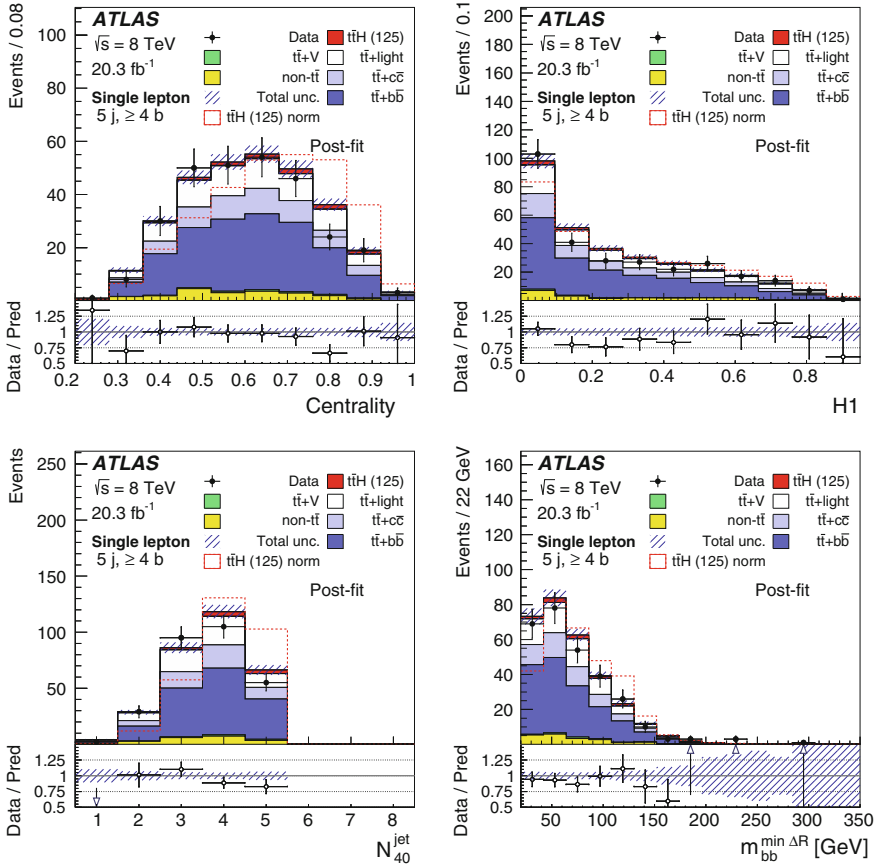 ATLAS
√s = 8 TeV
20.3 fb⁻¹
Single lepton
5 j, ≥ 4 b
Data
tt̄H (125)
tt̄+V
tt̄+light
non-tt̄
tt̄+cc̄
Total unc.
tt̄+bb̄
tt̄H (125) norm
Post-fit
Events / 0.08
100
80
60
40
20
Data / Pred
1.25
1
0.75
0.5
0.2 0.3 0.4 0.5 0.6 0.7 0.8 0.9 1
Centrality
ATLAS
√s = 8 TeV
20.3 fb⁻¹
Single lepton
5 j, ≥ 4 b
Data
tt̄H (125)
tt̄+V
tt̄+light
non-tt̄
tt̄+cc̄
Total unc.
tt̄+bb̄
tt̄H (125) norm
Post-fit
Events / 0.1
200
180
160
140
120
100
80
60
40
20
Data / Pred
1.25
1
0.75
0.5
0 0.2 0.4 0.6 0.8
H1
ATLAS
√s = 8 TeV
20.3 fb⁻¹
Single lepton
5 j, ≥ 4 b
Data
tt̄H (125)
tt̄+V
tt̄+light
non-tt̄
tt̄+cc̄
Total unc.
tt̄+bb̄
tt̄H (125) norm
Post-fit
Events
250
200
150
100
50
Data / Pred
1.25
1
0.75
0.5
1 2 3 4 5 6 7 8
N₄₀^jet
ATLAS
√s = 8 TeV
20.3 fb⁻¹
Single lepton
5 j, ≥ 4 b
Data
tt̄H (125)
tt̄+V
tt̄+light
non-tt̄
tt̄+cc̄
Total unc.
tt̄+bb̄
tt̄H (125) norm
Post-fit
Events / 22 GeV
160
140
120
100
80
60
40
20
Data / Pred
1.25
1
0.75
0.5
50 100 150 200 250 300 350
m_bb^min ΔR [GeV]